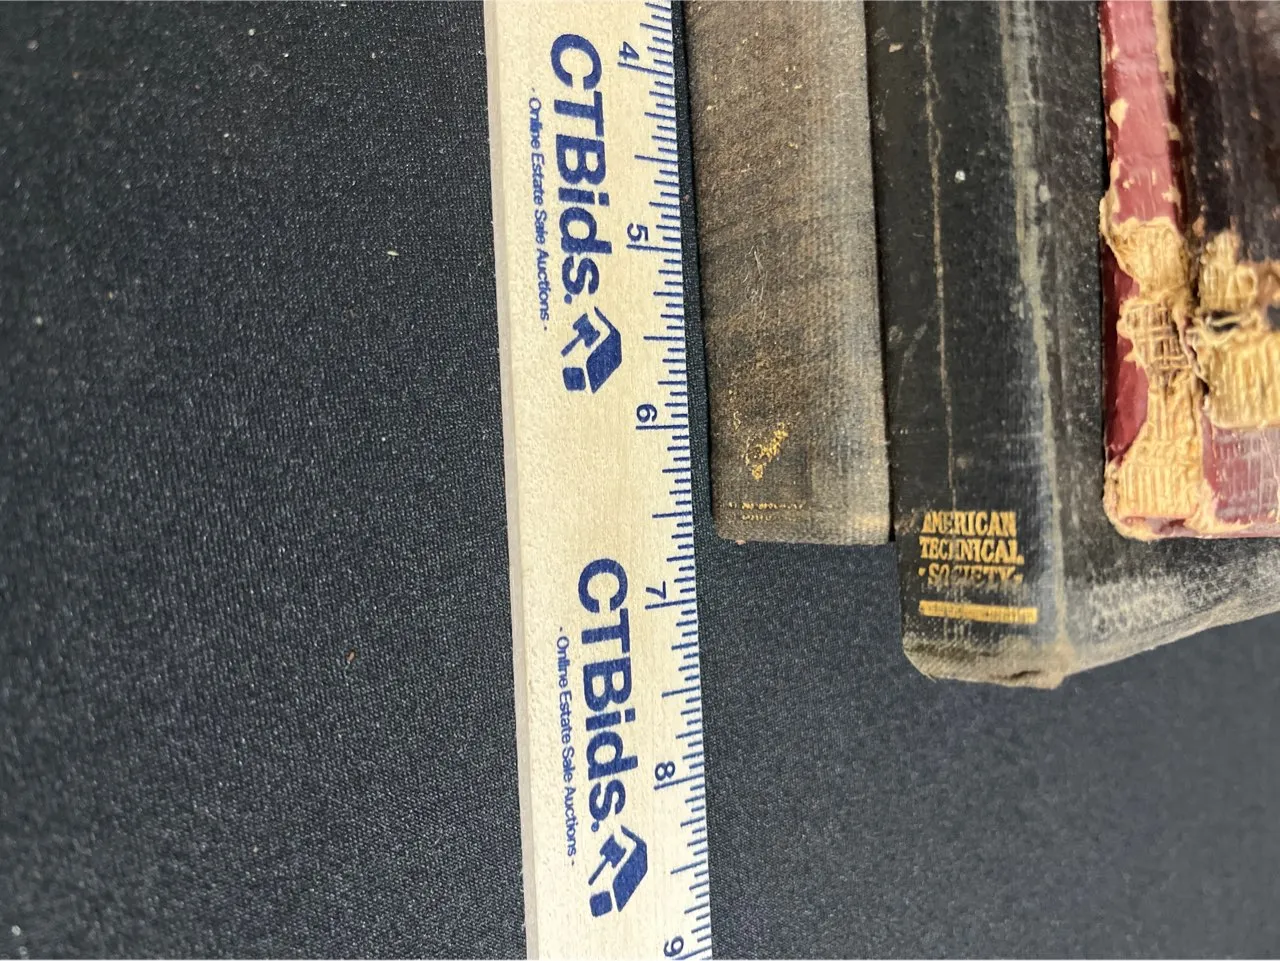 4
5
6
7
8
9
CTBids.
- Online Estate Sale Auctions -
CTBids.
- Online Estate Sale Auctions -
AMERICAN
TECHNICAL
SOCIETY